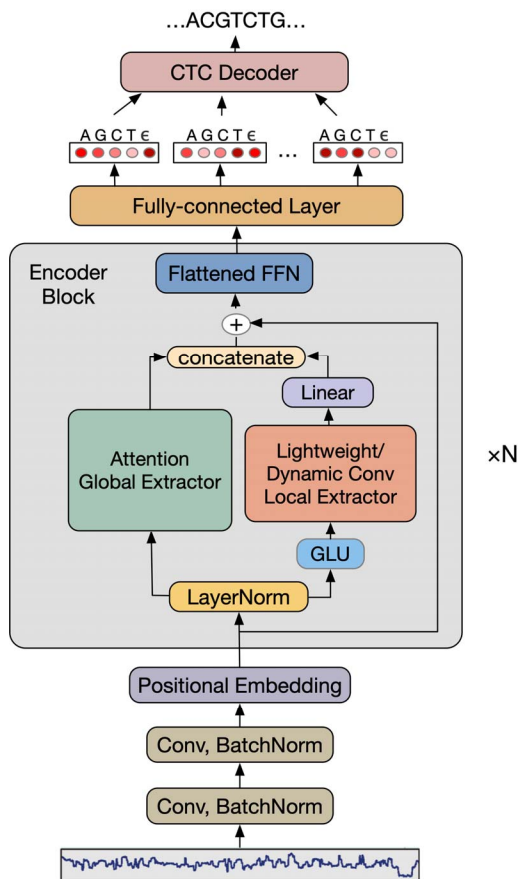 ...ACGTCTG...
CTC Decoder
A G C T ϵ
A G C T ϵ
...
A G C T ϵ
Fully-connected Layer
Encoder
Block
Flattened FFN
+
concatenate
Linear
Attention
Global Extractor
Lightweight/
Dynamic Conv
Local Extractor
×N
GLU
LayerNorm
Positional Embedding
Conv, BatchNorm
Conv, BatchNorm